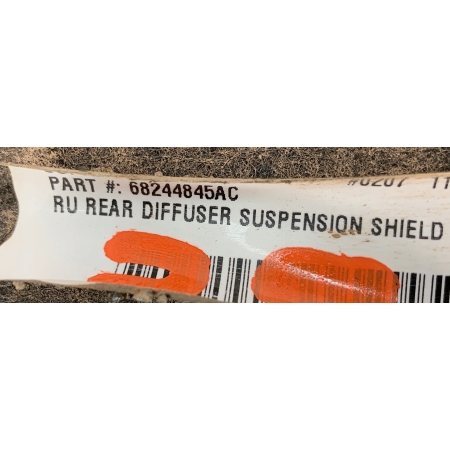 PART #: 68244845AC
RU REAR DIFFUSER SUSPENSION SHIELD